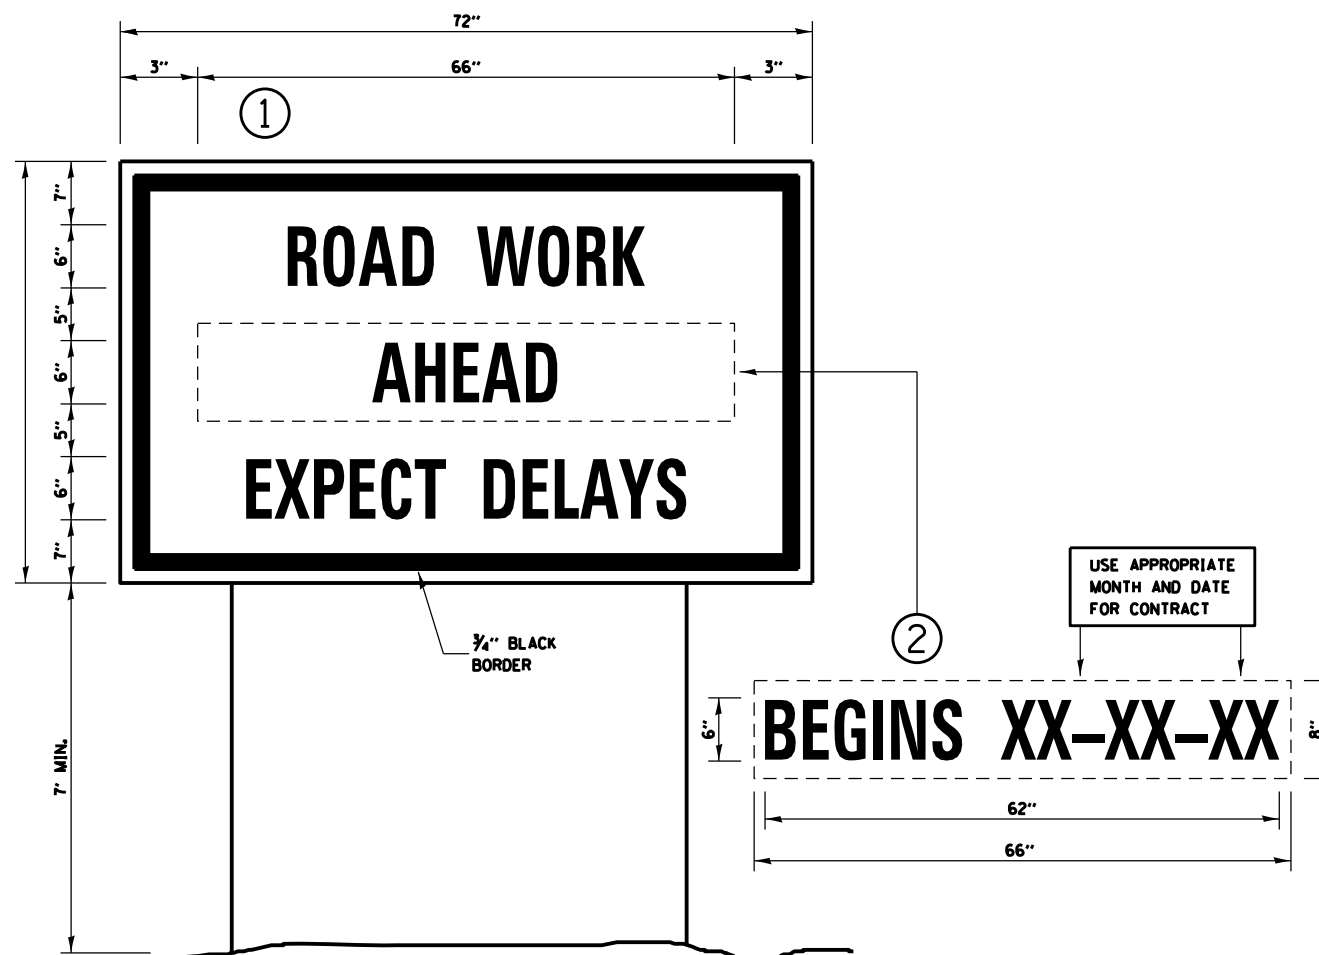 72"
3" 66" 3"
1
7"
6"
5"
6"
5"
6"
7"
7' MIN.
ROAD WORK
AHEAD
EXPECT DELAYS
3/4" BLACK
BORDER
2
USE APPROPRIATE
MONTH AND DATE
FOR CONTRACT
6"
BEGINS XX-XX-XX
8"
62"
66"